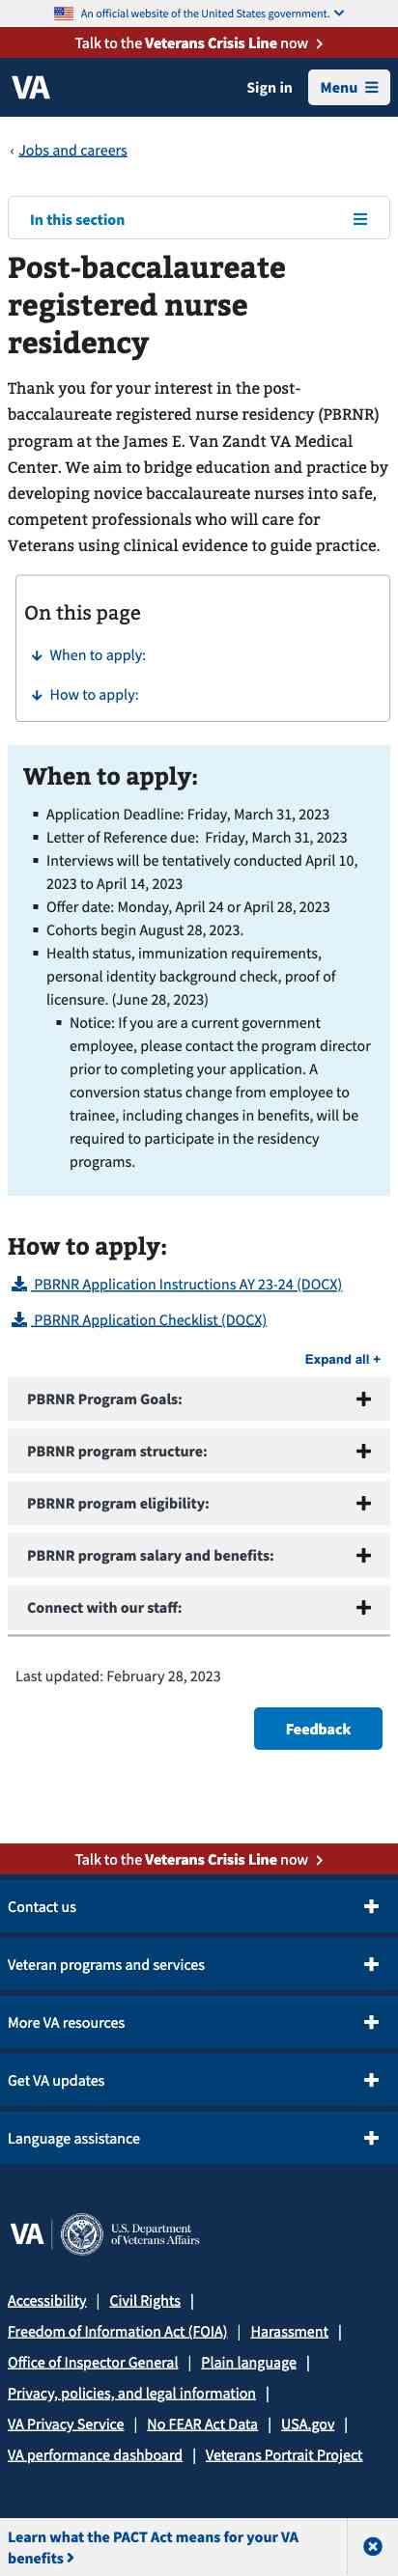 An official website of the United States government.
Talk to the Veterans Crisis Line now
VA
Sign in
Menu
‹ Jobs and careers
In this section
Post-baccalaureate
registered nurse
residency
Thank you for your interest in the post-
baccalaureate registered nurse residency (PBRNR)
program at the James E. Van Zandt VA Medical
Center. We aim to bridge education and practice by
developing novice baccalaureate nurses into safe,
competent professionals who will care for
Veterans using clinical evidence to guide practice.
On this page
When to apply:
How to apply:
When to apply:
Application Deadline: Friday, March 31, 2023
Letter of Reference due:  Friday, March 31, 2023
Interviews will be tentatively conducted April 10,
2023 to April 14, 2023
Offer date: Monday, April 24 or April 28, 2023
Cohorts begin August 28, 2023.
Health status, immunization requirements,
personal identity background check, proof of
licensure. (June 28, 2023)
Notice: If you are a current government
employee, please contact the program director
prior to completing your application. A
conversion status change from employee to
trainee, including changes in benefits, will be
required to participate in the residency
programs.
How to apply:
PBRNR Application Instructions AY 23-24 (DOCX)
PBRNR Application Checklist (DOCX)
Expand all +
PBRNR Program Goals:
PBRNR program structure:
PBRNR program eligibility:
PBRNR program salary and benefits:
Connect with our staff:
Last updated: February 28, 2023
Feedback
Talk to the Veterans Crisis Line now
Contact us
Veteran programs and services
More VA resources
Get VA updates
Language assistance
VA
U.S. Department
of Veterans Affairs
Accessibility | Civil Rights |
Freedom of Information Act (FOIA) | Harassment |
Office of Inspector General | Plain language |
Privacy, policies, and legal information |
VA Privacy Service | No FEAR Act Data | USA.gov |
VA performance dashboard | Veterans Portrait Project
Learn what the PACT Act means for your VA
benefits